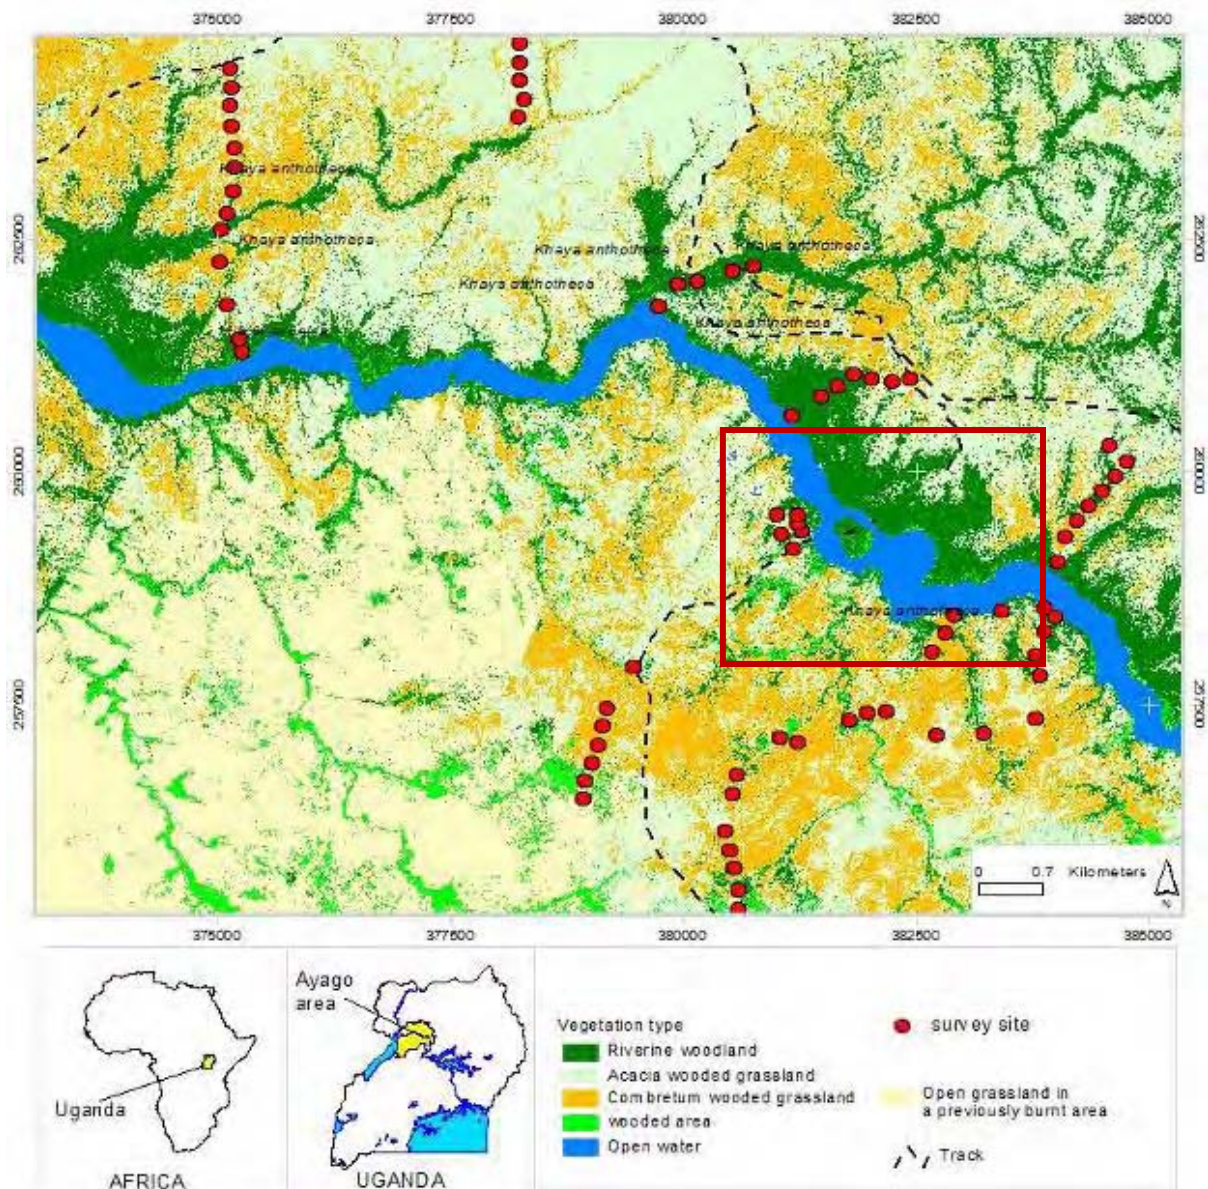 375000 377500 380000 382500 385000
Khaya anthotheca
262500 262500
Khaya anthotheca
Khaya anthotheca
Khaya anthotheca
Khaya anthotheca
Khaya anthotheca
260000 260000
Khaya anthotheca
257500 257500
0 0.7 Kilometers
N
375000 377500 380000 382500 385000
Ayago
area
Uganda
AFRICA
UGANDA
Vegetation type
Riverine woodland
Acacia wooded grassland
Combretum wooded grassland
wooded area
Open water
survey site
Open grassland in
a previously burnt area
Track